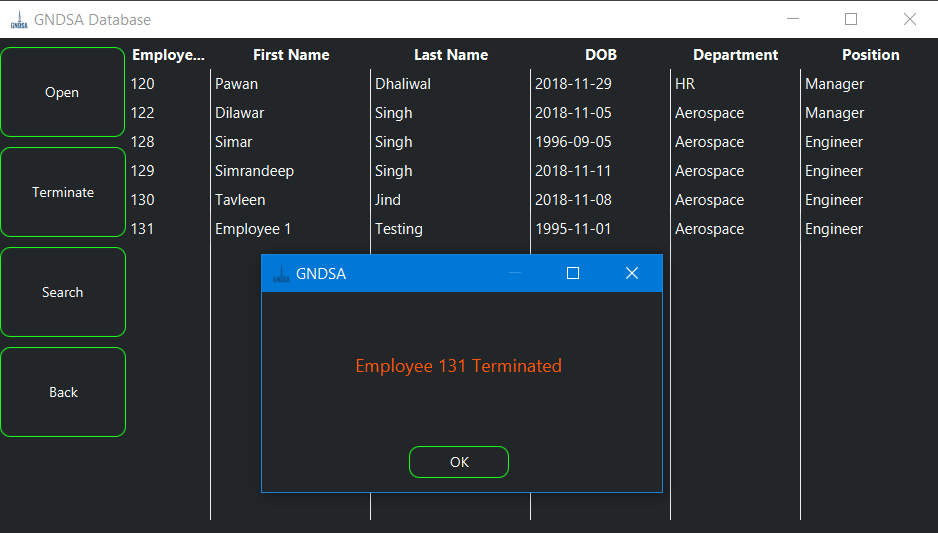 GNDSA GNDSA Database
Open
Terminate
Search
Back
Employe... First Name Last Name DOB Department Position
120 Pawan Dhaliwal 2018-11-29 HR Manager
122 Dilawar Singh 2018-11-05 Aerospace Manager
128 Simar Singh 1996-09-05 Aerospace Engineer
129 Simrandeep Singh 2018-11-11 Aerospace Engineer
130 Tavleen Jind 2018-11-08 Aerospace Engineer
131 Employee 1 Testing 1995-11-01 Aerospace Engineer
GNDSA
Employee 131 Terminated
OK